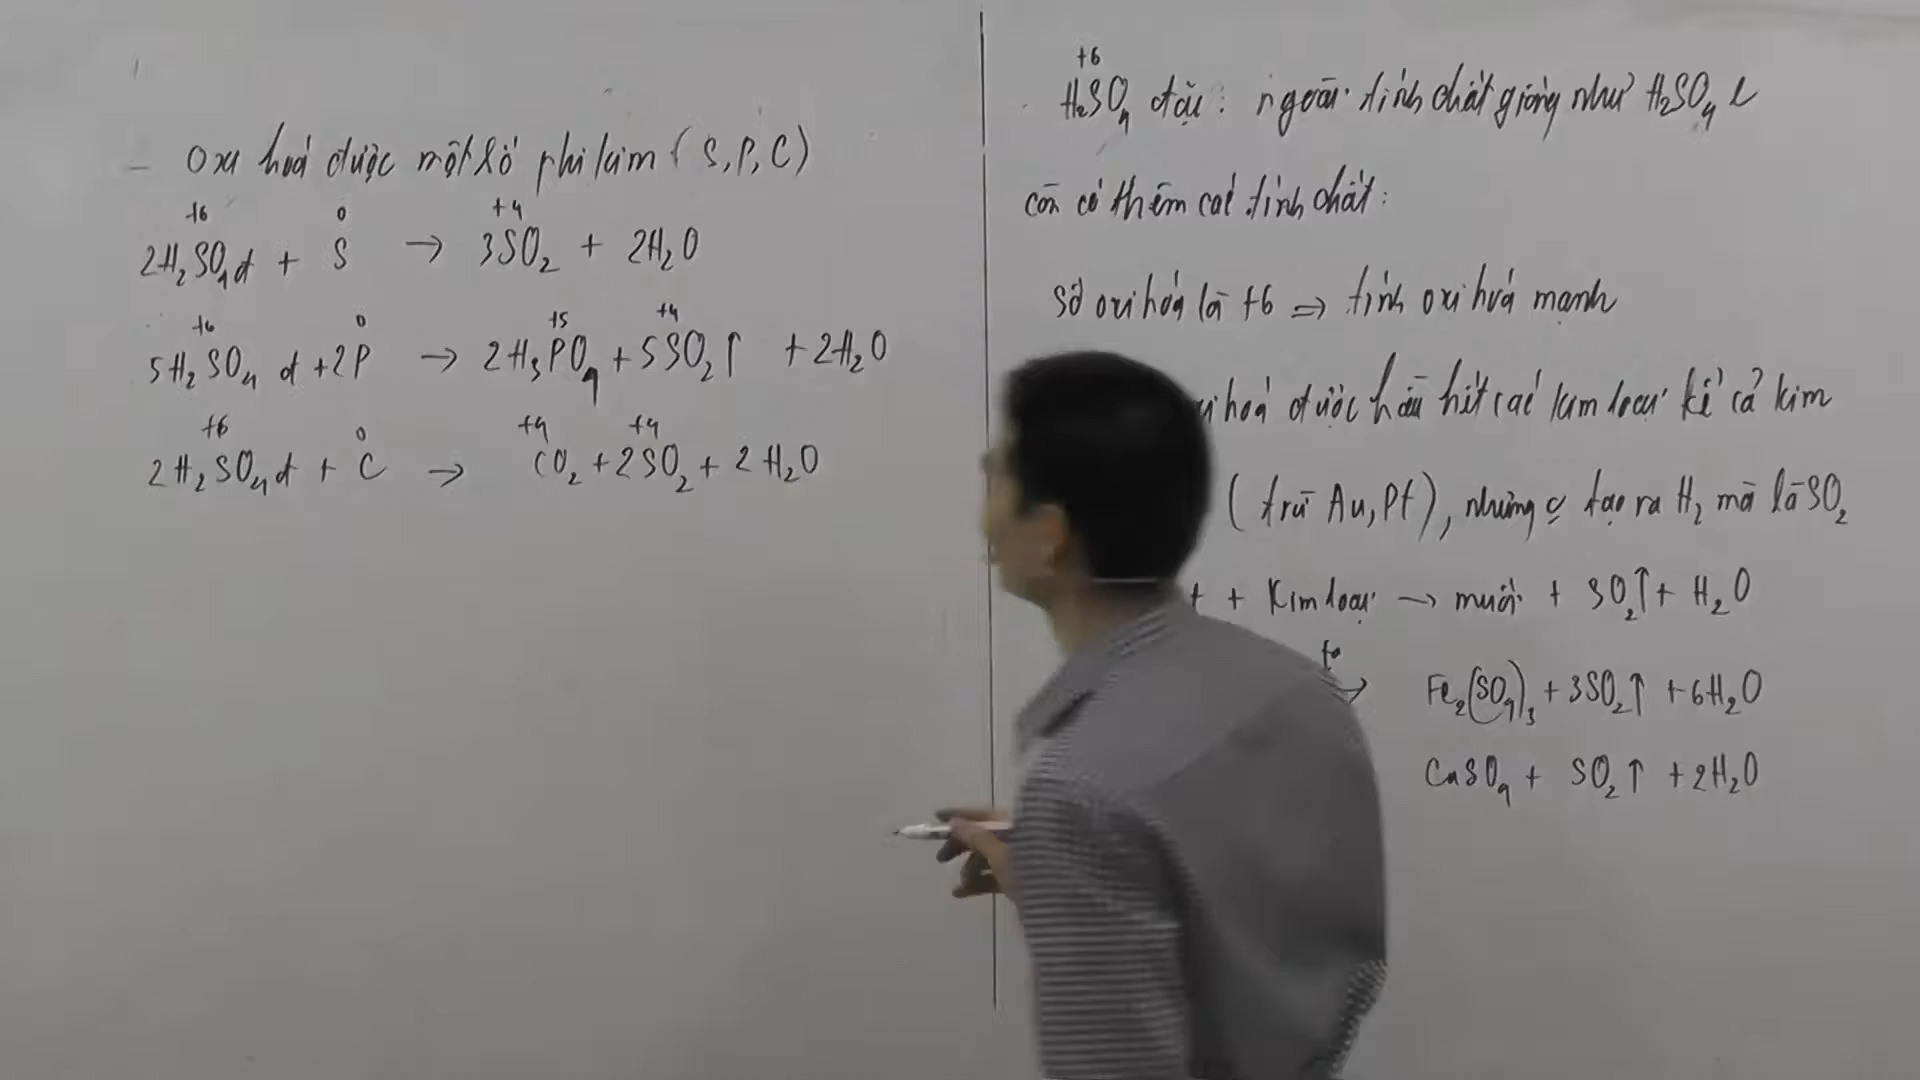 - Oxi hoá được một số phi kim (S, P, C)
+6 0 +4
2H₂SO₄đ + S → 3SO₂ + 2H₂O
+6 0 +5 +4
5H₂SO₄ đ + 2P → 2H₃PO₄ + 5SO₂↑ + 2H₂O
+6 0 +4 +4
2H₂SO₄đ + C → CO₂ + 2SO₂ + 2H₂O
+6
H₂SO₄ đặc: ngoài tính chất giống như H₂SO₄ l
còn có thêm các tính chất:
Số oxi hóa là +6 ⇒ tính oxi hoá mạnh
xi hoá được hầu hết các kim loại kể cả kim
(trừ Au, Pt), nhưng tạo ra H₂ mà là SO₂
+ Kim loại → muối + SO₂↑ + H₂O
t° → Fe₂(SO₄)₃ + 3SO₂↑ + 6H₂O
CuSO₄ + SO₂↑ + 2H₂O